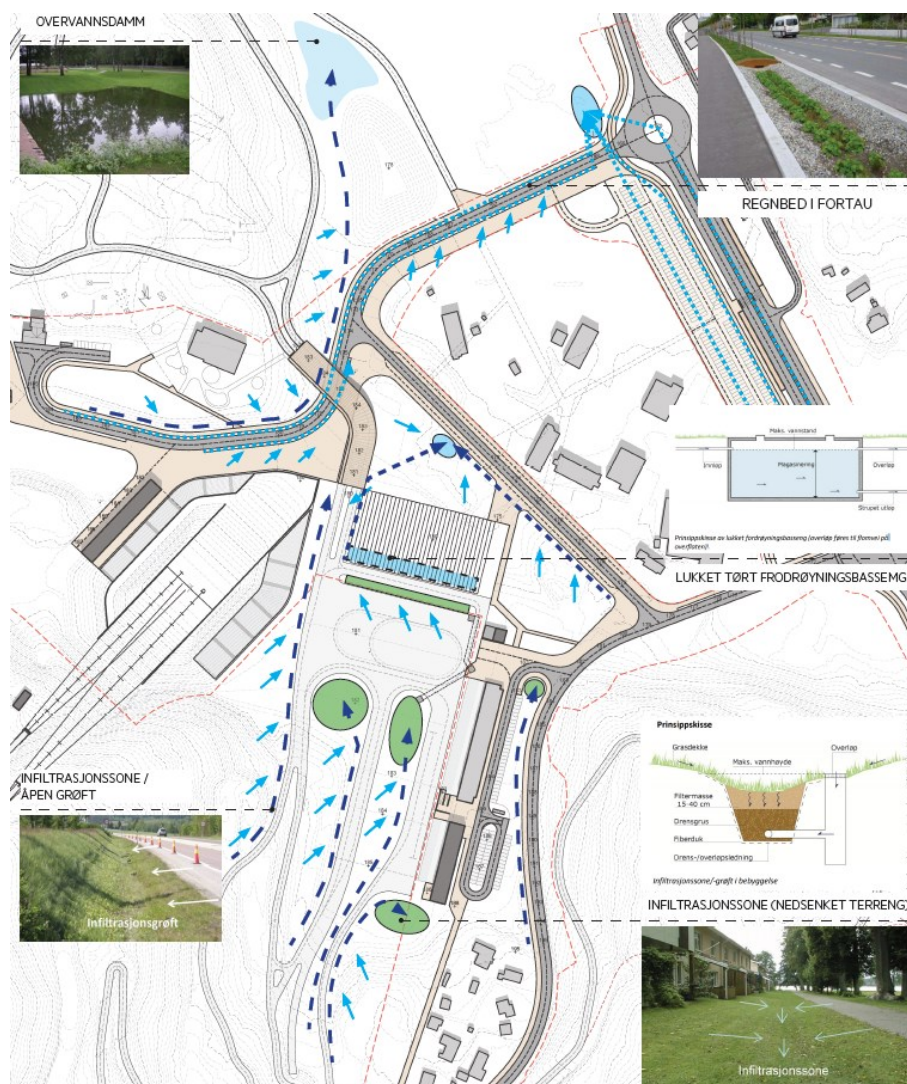 OVERVANNSDAMM
REGNBED I FORTAU
Maks. vannstand
Innløp
Magasinering
Overløp
Strupet utløp
Prinsippskisse av lukket fordrøyningsbasseng (overløp føres til flomvei på
overflaten).
LUKKET TØRT FRODRØYNINGSBASSEMG
Prinsippskisse
Gresdekke
Overløp
Maks. vannhøyde
Filtermasse
15-40 cm
Drensgrus
Fiberduk
Drens-/overløpsledning
Infiltrasjonssone/-grøft i bebyggelse
INFILTRASJONSSONE /
ÅPEN GRØFT
Infiltrasjonsgrøft
INFILTRASJONSSONE (NEDSENKET TERRENG)
Infiltrasjonssone